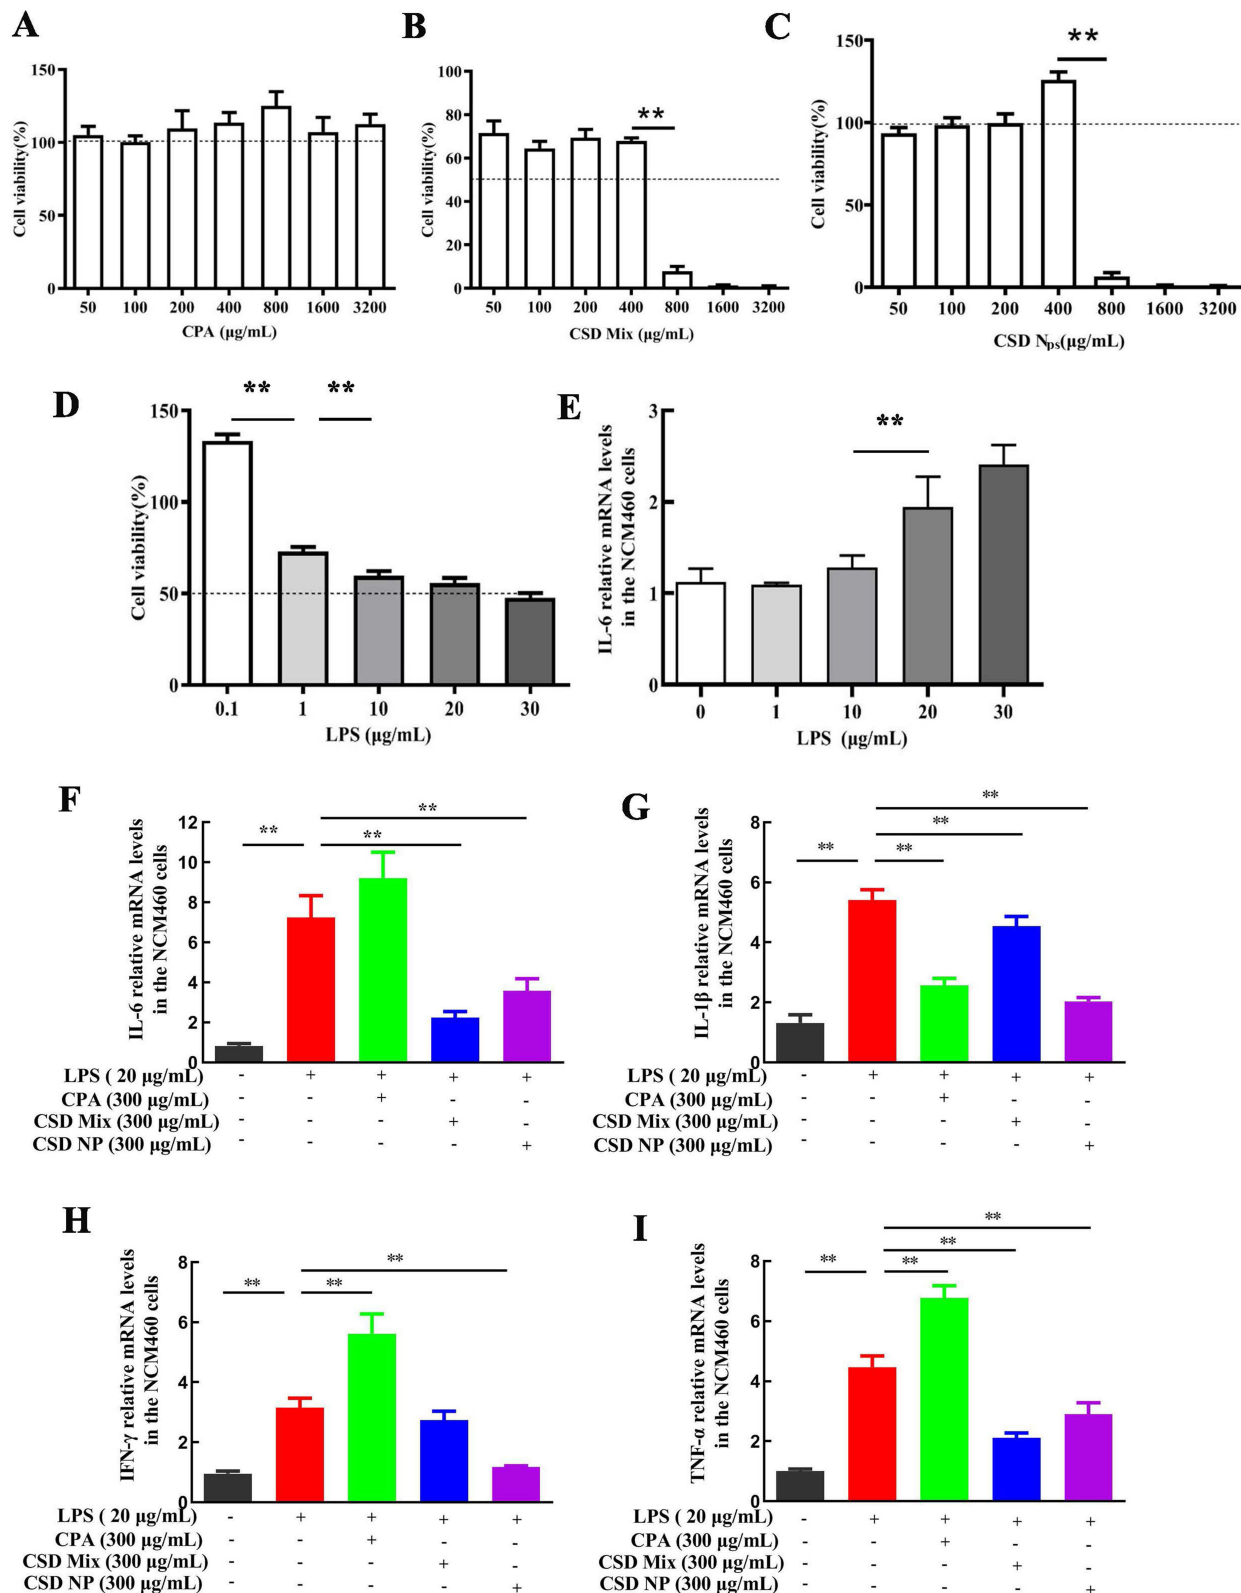 A
Cell viability(%)
150
100
50
0
50 100 200 400 800 1600 3200
CPA (μg/mL)
B
Cell viability(%)
100
80
60
40
20
0
**
50 100 200 400 800 1600 3200
CSD Mix (μg/mL)
C
Cell viability(%)
150
100
50
0
**
50 100 200 400 800 1600 3200
CSD Nps(μg/mL)
D
Cell viability(%)
150
100
50
0
** **
0.1 1 10 20 30
LPS (μg/mL)
E
IL-6 relative mRNA levels
in the NCM460 cells
3
2
1
0
**
0 1 10 20 30
LPS (μg/mL)
F
IL-6 relative mRNA levels
in the NCM460 cells
12
10
8
6
4
2
0
**
** **
LPS ( 20 μg/mL) - + + + +
CPA (300 μg/mL) - - + - -
CSD Mix (300 μg/mL) - - - + -
CSD NP (300 μg/mL) - - - - +
G
IL-1β relative mRNA levels
in the NCM460 cells
8
6
4
2
0
**
**
** **
LPS ( 20 μg/mL) - + + + +
CPA (300 μg/mL) - - + - -
CSD Mix (300 μg/mL) - - - + -
CSD NP (300 μg/mL) - - - - +
H
IFN-γ relative mRNA levels
in the NCM460 cells
8
6
4
2
0
**
** **
LPS ( 20 μg/mL) - + + + +
CPA (300 μg/mL) - - + - -
CSD Mix (300 μg/mL) - - - + -
CSD NP (300 μg/mL) - - - - +
I
TNF-α relative mRNA levels
in the NCM460 cells
8
6
4
2
0
**
**
** **
LPS ( 20 μg/mL) - + + + +
CPA (300 μg/mL) - - + - -
CSD Mix (300 μg/mL) - - - + -
CSD NP (300 μg/mL) - - - - +